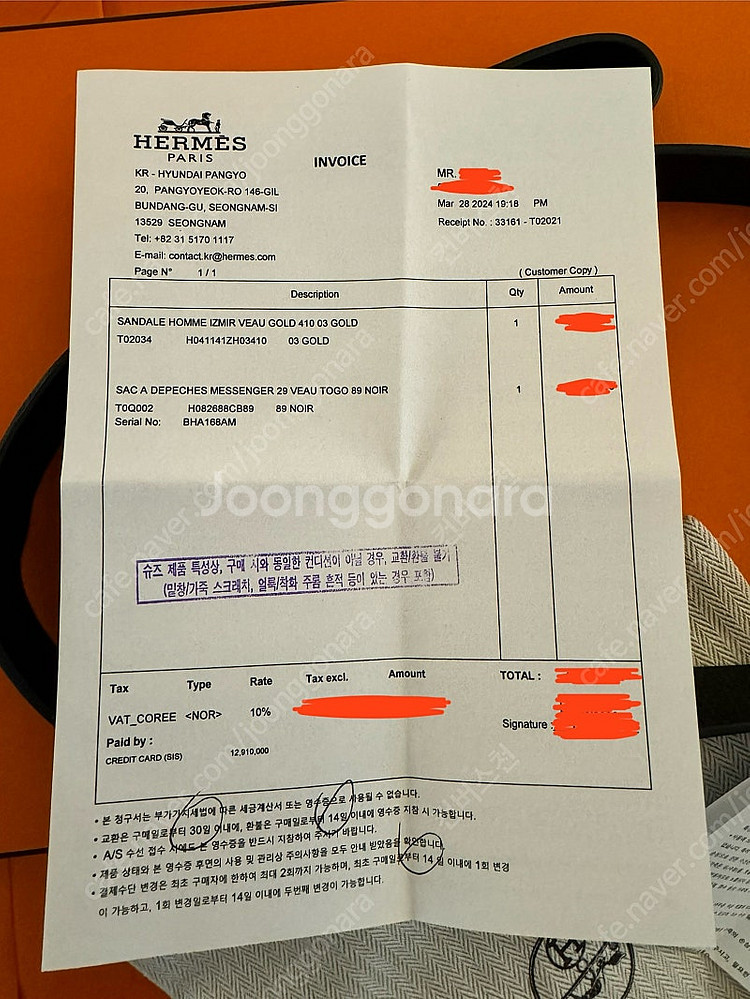 HERMÈS
PARIS
INVOICE
KR - HYUNDAI PANGYO
20, PANGYOYEOK-RO 146-GIL
BUNDANG-GU, SEONGNAM-SI
13529 SEONGNAM
Tel: +82 31 5170 1117
E-mail: contact.kr@hermes.com
Page N° 1 / 1
MR.
Mar 28 2024 19:18 PM
Receipt No. : 33161 - T02021
( Customer Copy )
Description Qty Amount
SANDALE HOMME IZMIR VEAU GOLD 410 03 GOLD 1
T02034 H041141ZH03410 03 GOLD
SAC A DEPECHES MESSENGER 29 VEAU TOGO 89 NOIR 1
T0Q002 H082688CB89 89 NOIR
Serial No: BHA168AM
Joonggonara
슈즈 제품 특성상, 구매 시와 동일한 컨디션이 아닐 경우, 교환/환불 불가
(밑창/가죽 스크래치, 얼룩/착화 주름 흔적 등이 있는 경우 포함)
Tax Type Rate Tax excl. Amount TOTAL :
VAT_COREE <NOR> 10%
Signature :
Paid by :
CREDIT CARD (SIS) 12,910,000
• 본 청구서는 부가가치세법에 따른 세금계산서 또는 영수증으로 사용될 수 없습니다.
• 교환은 구매일로부터 30일 이내에, 환불은 구매일로부터 14일 이내에 영수증 지참 시 가능합니다.
• A/S 수선 접수 시에도 본 영수증을 반드시 지참하여 주시기 바랍니다.
• 제품 상태와 본 영수증 후면의 사용 및 관리상 주의사항을 모두 안내 받았음을 확인합니다.
• 결제수단 변경은 최초 구매자에 한하여 최대 2회까지 가능하며, 최초 구매일로부터 14일 이내에 1회 변경
이 가능하고, 1회 변경일로부터 14일 이내에 두번째 변경이 가능합니다.
cafe.naver.com/joonggonara